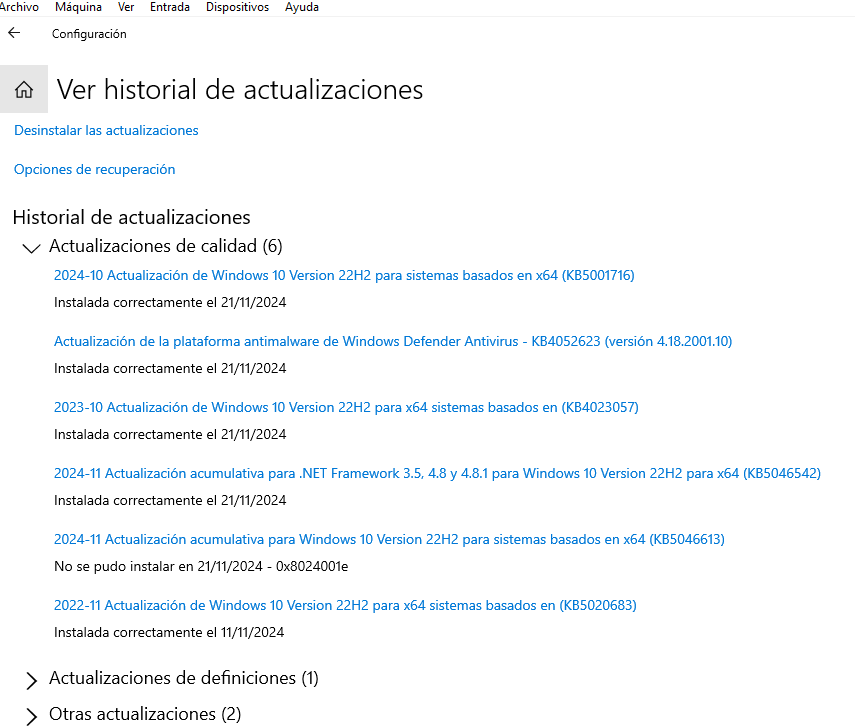 Archivo Máquina Ver Entrada Dispositivos Ayuda
Configuración
Ver historial de actualizaciones
Desinstalar las actualizaciones
Opciones de recuperación
Historial de actualizaciones
Actualizaciones de calidad (6)
2024-10 Actualización de Windows 10 Version 22H2 para sistemas basados en x64 (KB5001716)
Instalada correctamente el 21/11/2024
Actualización de la plataforma antimalware de Windows Defender Antivirus - KB4052623 (versión 4.18.2001.10)
Instalada correctamente el 21/11/2024
2023-10 Actualización de Windows 10 Version 22H2 para x64 sistemas basados en (KB4023057)
Instalada correctamente el 21/11/2024
2024-11 Actualización acumulativa para .NET Framework 3.5, 4.8 y 4.8.1 para Windows 10 Version 22H2 para x64 (KB5046542)
Instalada correctamente el 21/11/2024
2024-11 Actualización acumulativa para Windows 10 Version 22H2 para sistemas basados en x64 (KB5046613)
No se pudo instalar en 21/11/2024 - 0x8024001e
2022-11 Actualización de Windows 10 Version 22H2 para x64 sistemas basados en (KB5020683)
Instalada correctamente el 11/11/2024
Actualizaciones de definiciones (1)
Otras actualizaciones (2)